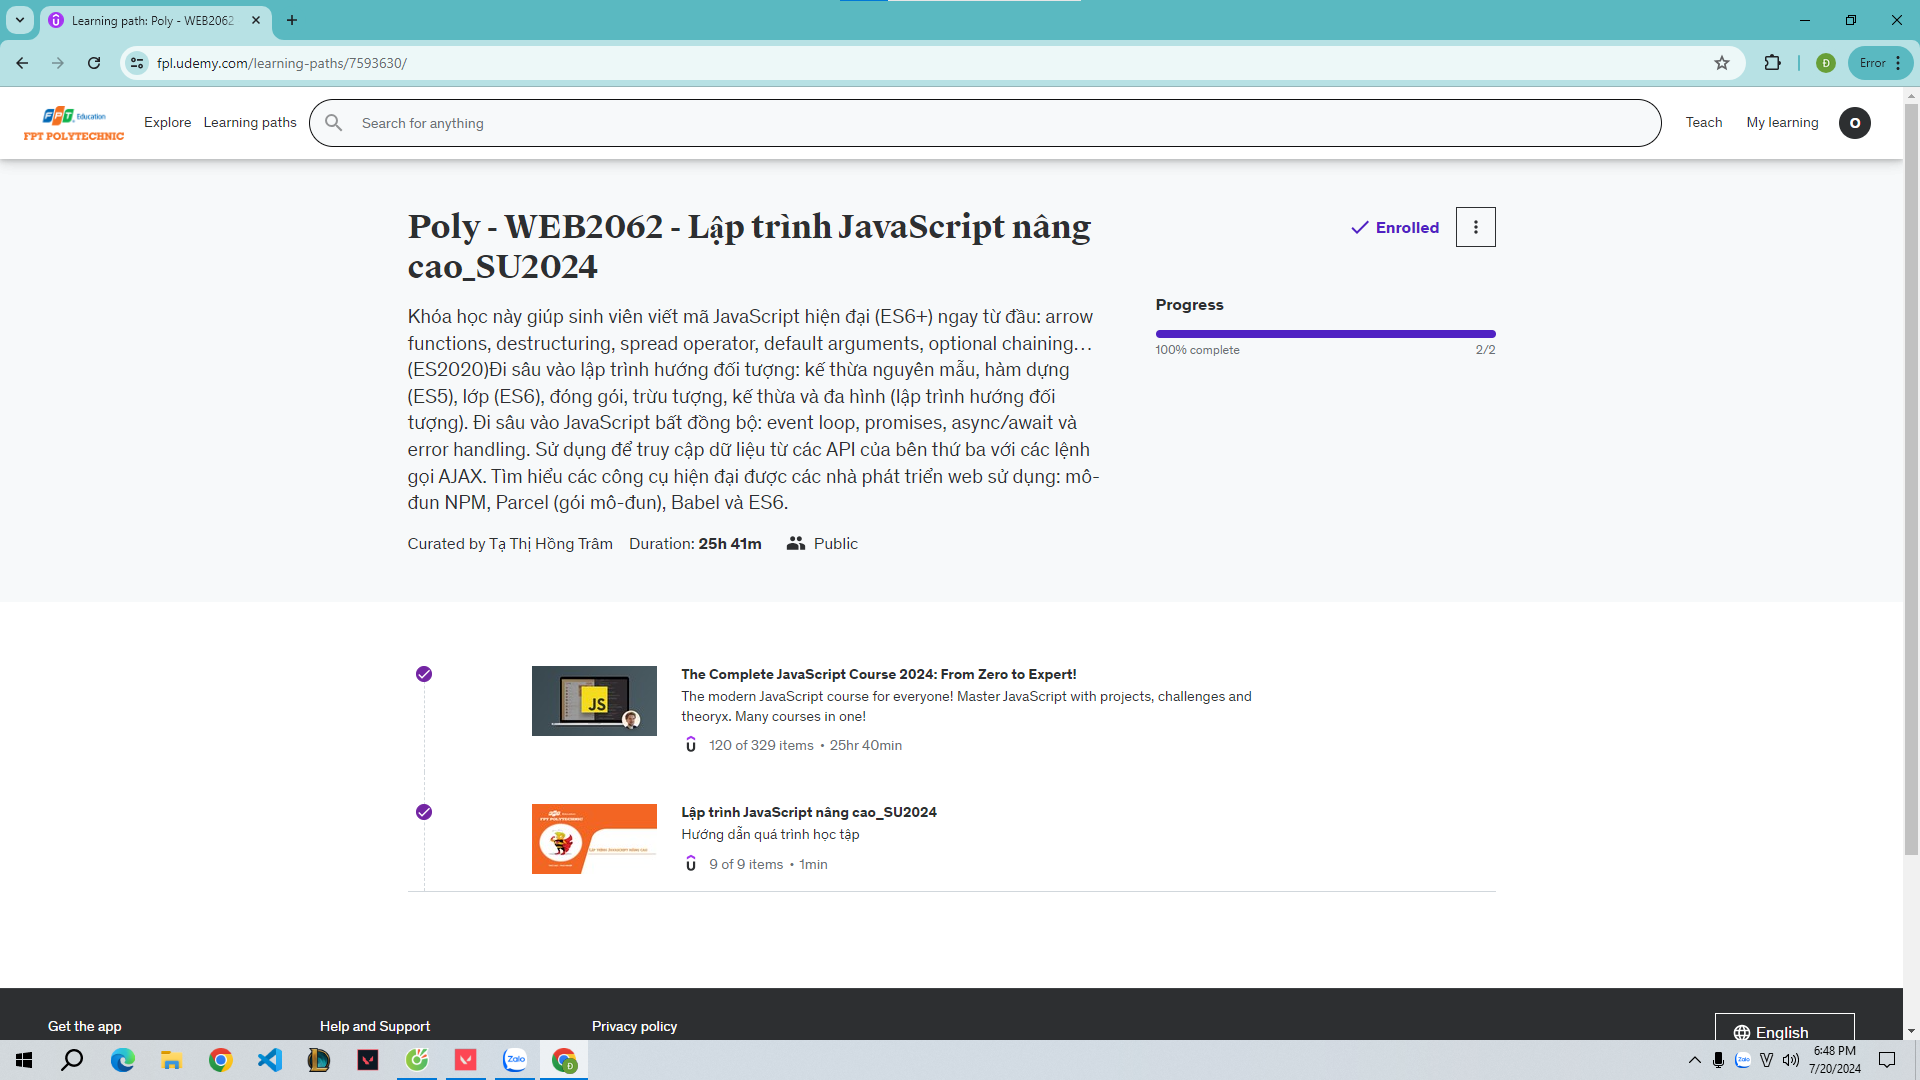 Learning path: Poly - WEB2062
fpl.udemy.com/learning-paths/7593630/
Đ
Error
FPT Education
FPT POLYTECHNIC
Explore
Learning paths
Search for anything
Teach
My learning
O
Poly - WEB2062 - Lập trình JavaScript nâng
cao_SU2024
Enrolled
Khóa học này giúp sinh viên viết mã JavaScript hiện đại (ES6+) ngay từ đầu: arrow
functions, destructuring, spread operator, default arguments, optional chaining…
(ES2020)Đi sâu vào lập trình hướng đối tượng: kế thừa nguyên mẫu, hàm dựng
(ES5), lớp (ES6), đóng gói, trừu tượng, kế thừa và đa hình (lập trình hướng đối
tượng). Đi sâu vào JavaScript bất đồng bộ: event loop, promises, async/await và
error handling. Sử dụng để truy cập dữ liệu từ các API của bên thứ ba với các lệnh
gọi AJAX. Tìm hiểu các công cụ hiện đại được các nhà phát triển web sử dụng: mô-
đun NPM, Parcel (gói mô-đun), Babel và ES6.
Progress
100% complete
2/2
Curated by Tạ Thị Hồng Trâm
Duration: 25h 41m
Public
JS
The Complete JavaScript Course 2024: From Zero to Expert!
The modern JavaScript course for everyone! Master JavaScript with projects, challenges and
theoryx. Many courses in one!
120 of 329 items • 25hr 40min
FPT POLYTECHNIC
LẬP TRÌNH JAVASCRIPT NÂNG CAO
Lập trình JavaScript nâng cao_SU2024
Hướng dẫn quá trình học tập
9 of 9 items • 1min
Get the app
Help and Support
Privacy policy
English
Zalo
Đ
Zalo
6:48 PM
7/20/2024